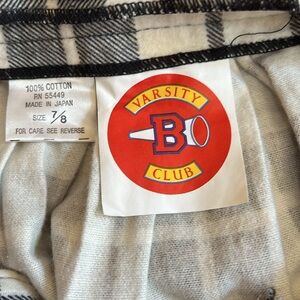 100% COTTON
RN 55449
MADE IN JAPAN
SIZE 7/8
FOR CARE SEE REVERSE
VARSITY
B
CLUB